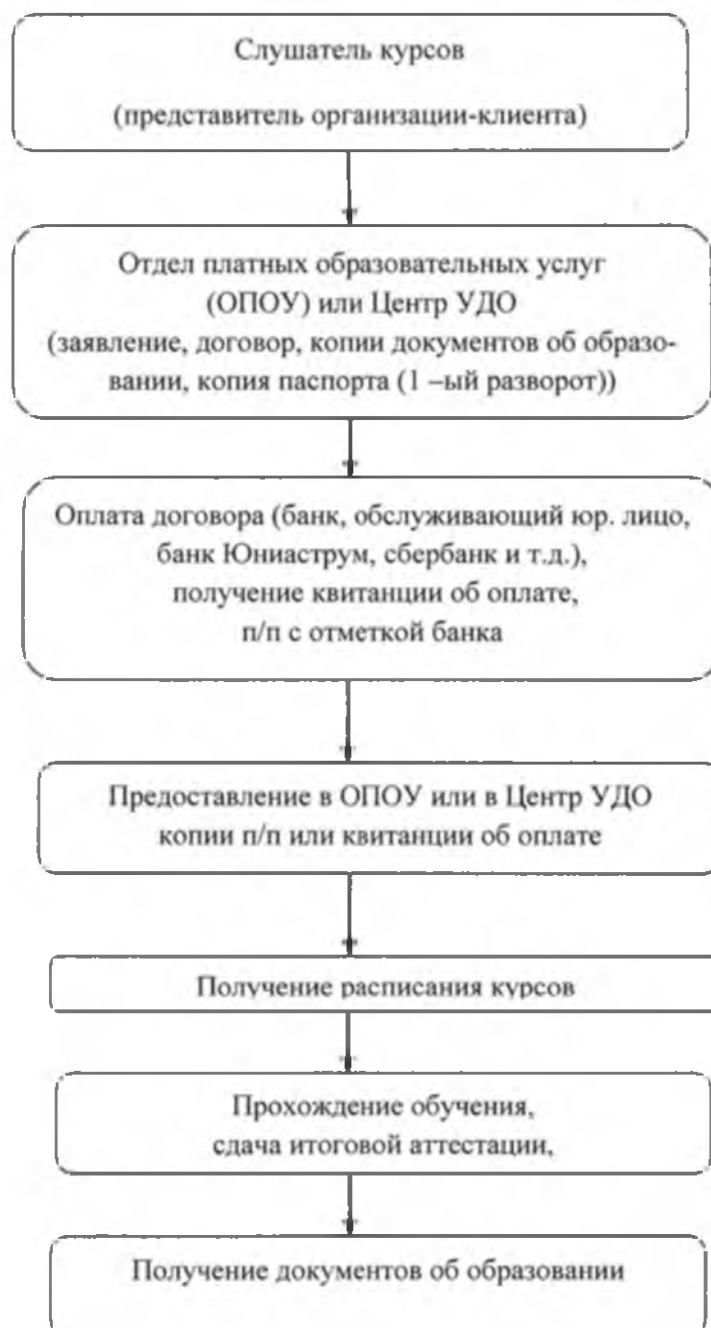 Слушатель курсов
(представитель организации-клиента)
Отдел платных образовательных услуг
(ОПОУ) или Центр УДО
(заявление, договор, копии документов об образо-
вании, копия паспорта (1 –ый разворот))
Оплата договора (банк, обслуживающий юр. лицо,
банк Юниаструм, сбербанк и т.д.),
получение квитанции об оплате,
п/п с отметкой банка
Предоставление в ОПОУ или в Центр УДО
копии п/п или квитанции об оплате
Получение расписания курсов
Прохождение обучения,
сдача итоговой аттестации,
Получение документов об образовании